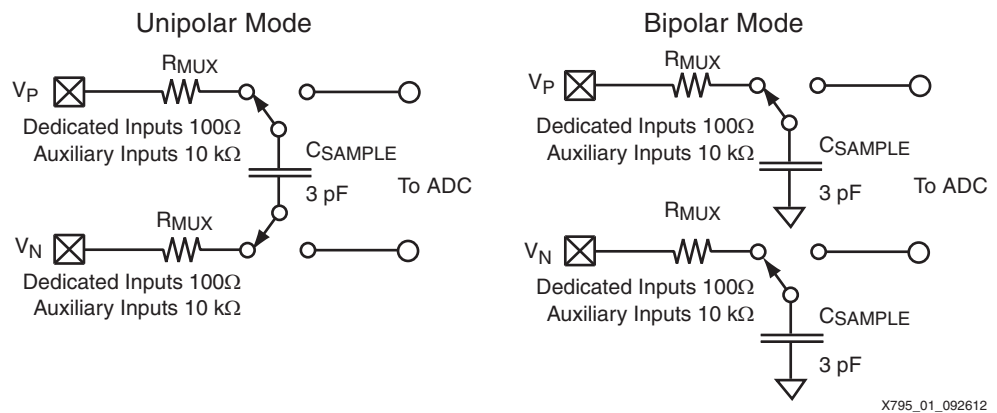 Unipolar Mode
VP
RMUX
Dedicated Inputs 100Ω
Auxiliary Inputs 10 kΩ
CSAMPLE
3 pF
To ADC
RMUX
VN
Dedicated Inputs 100Ω
Auxiliary Inputs 10 kΩ
Bipolar Mode
RMUX
VP
Dedicated Inputs 100Ω
Auxiliary Inputs 10 kΩ
CSAMPLE
3 pF
To ADC
RMUX
VN
Dedicated Inputs 100Ω
Auxiliary Inputs 10 kΩ
CSAMPLE
3 pF
X795_01_092612